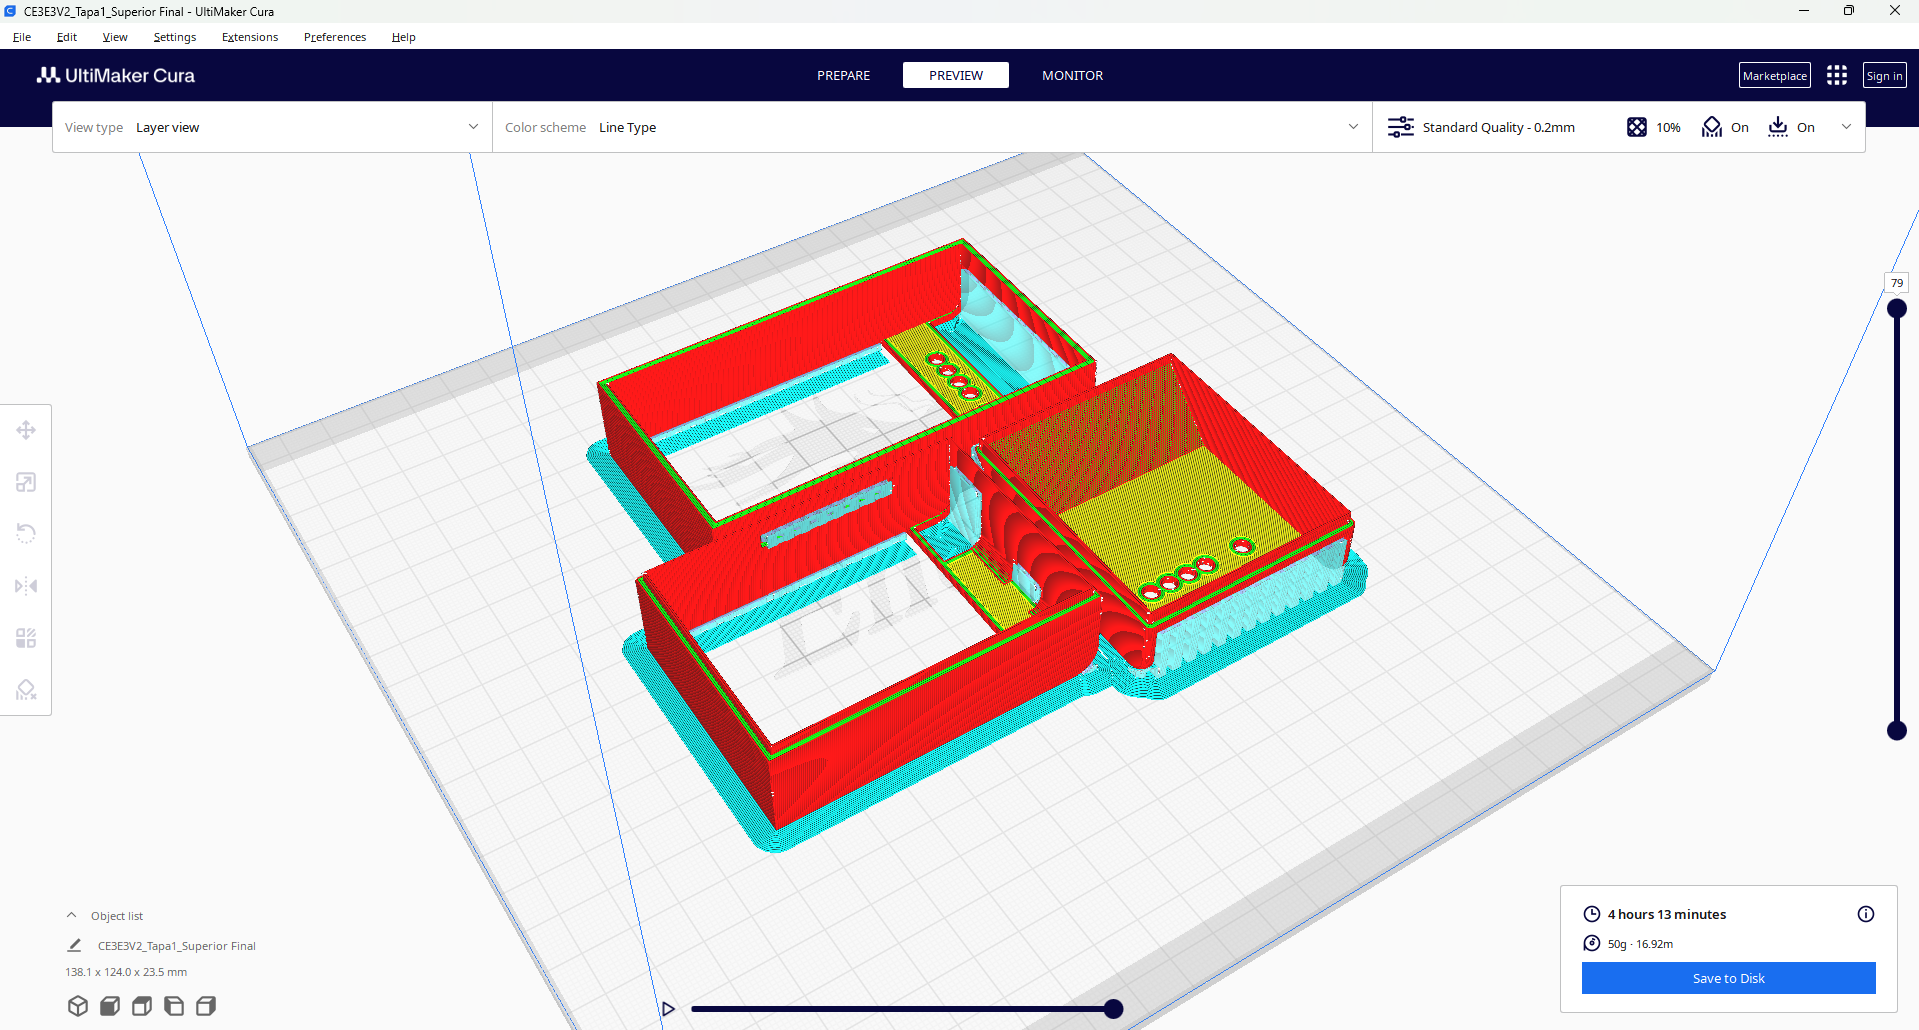 CE3E3V2_Tapa1_Superior Final - UltiMaker Cura
File Edit View Settings Extensions Preferences Help
UltiMaker Cura
PREPARE PREVIEW MONITOR
Marketplace Sign in
View type Layer view
Color scheme Line Type
Standard Quality - 0.2mm 10% On On
79
Object list
CE3E3V2_Tapa1_Superior Final
138.1 x 124.0 x 23.5 mm
4 hours 13 minutes
50g · 16.92m
Save to Disk